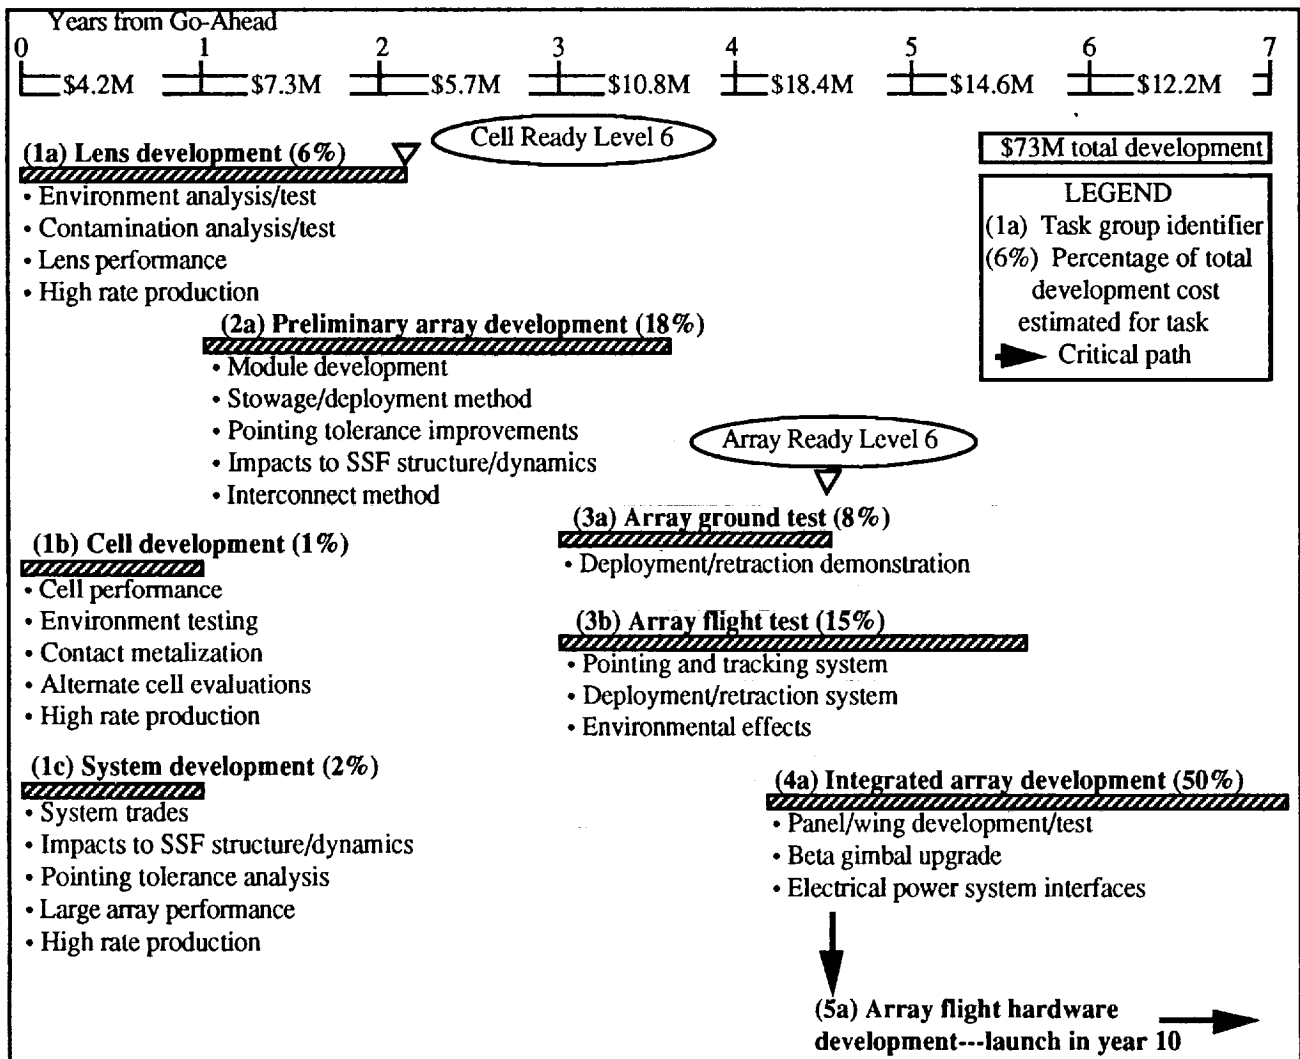 Years from Go-Ahead
0 1 2 3 4 5 6 7
$4.2M $7.3M $5.7M $10.8M $18.4M $14.6M $12.2M
Cell Ready Level 6
(1a) Lens development (6%)
• Environment analysis/test
• Contamination analysis/test
• Lens performance
• High rate production
$73M total development
LEGEND
(1a) Task group identifier
(6%) Percentage of total
development cost
estimated for task
Critical path
(2a) Preliminary array development (18%)
• Module development
• Stowage/deployment method
• Pointing tolerance improvements
• Impacts to SSF structure/dynamics
• Interconnect method
Array Ready Level 6
(3a) Array ground test (8%)
• Deployment/retraction demonstration
(1b) Cell development (1%)
• Cell performance
• Environment testing
• Contact metalization
• Alternate cell evaluations
• High rate production
(3b) Array flight test (15%)
• Pointing and tracking system
• Deployment/retraction system
• Environmental effects
(1c) System development (2%)
• System trades
• Impacts to SSF structure/dynamics
• Pointing tolerance analysis
• Large array performance
• High rate production
(4a) Integrated array development (50%)
• Panel/wing development/test
• Beta gimbal upgrade
• Electrical power system interfaces
(5a) Array flight hardware
development---launch in year 10